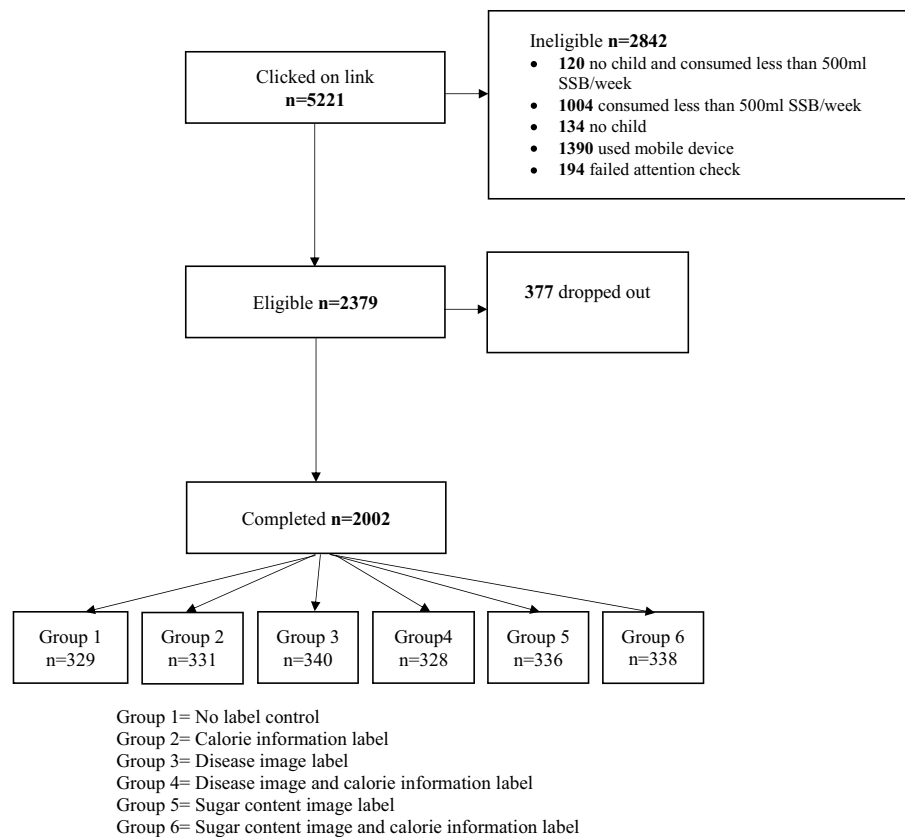 Clicked on link
n=5221
Ineligible n=2842
• 120 no child and consumed less than 500ml
SSB/week
• 1004 consumed less than 500ml SSB/week
• 134 no child
• 1390 used mobile device
• 194 failed attention check
Eligible n=2379
377 dropped out
Completed n=2002
Group 1
n=329
Group 2
n=331
Group 3
n=340
Group4
n=328
Group 5
n=336
Group 6
n=338
Group 1= No label control
Group 2= Calorie information label
Group 3= Disease image label
Group 4= Disease image and calorie information label
Group 5= Sugar content image label
Group 6= Sugar content image and calorie information label